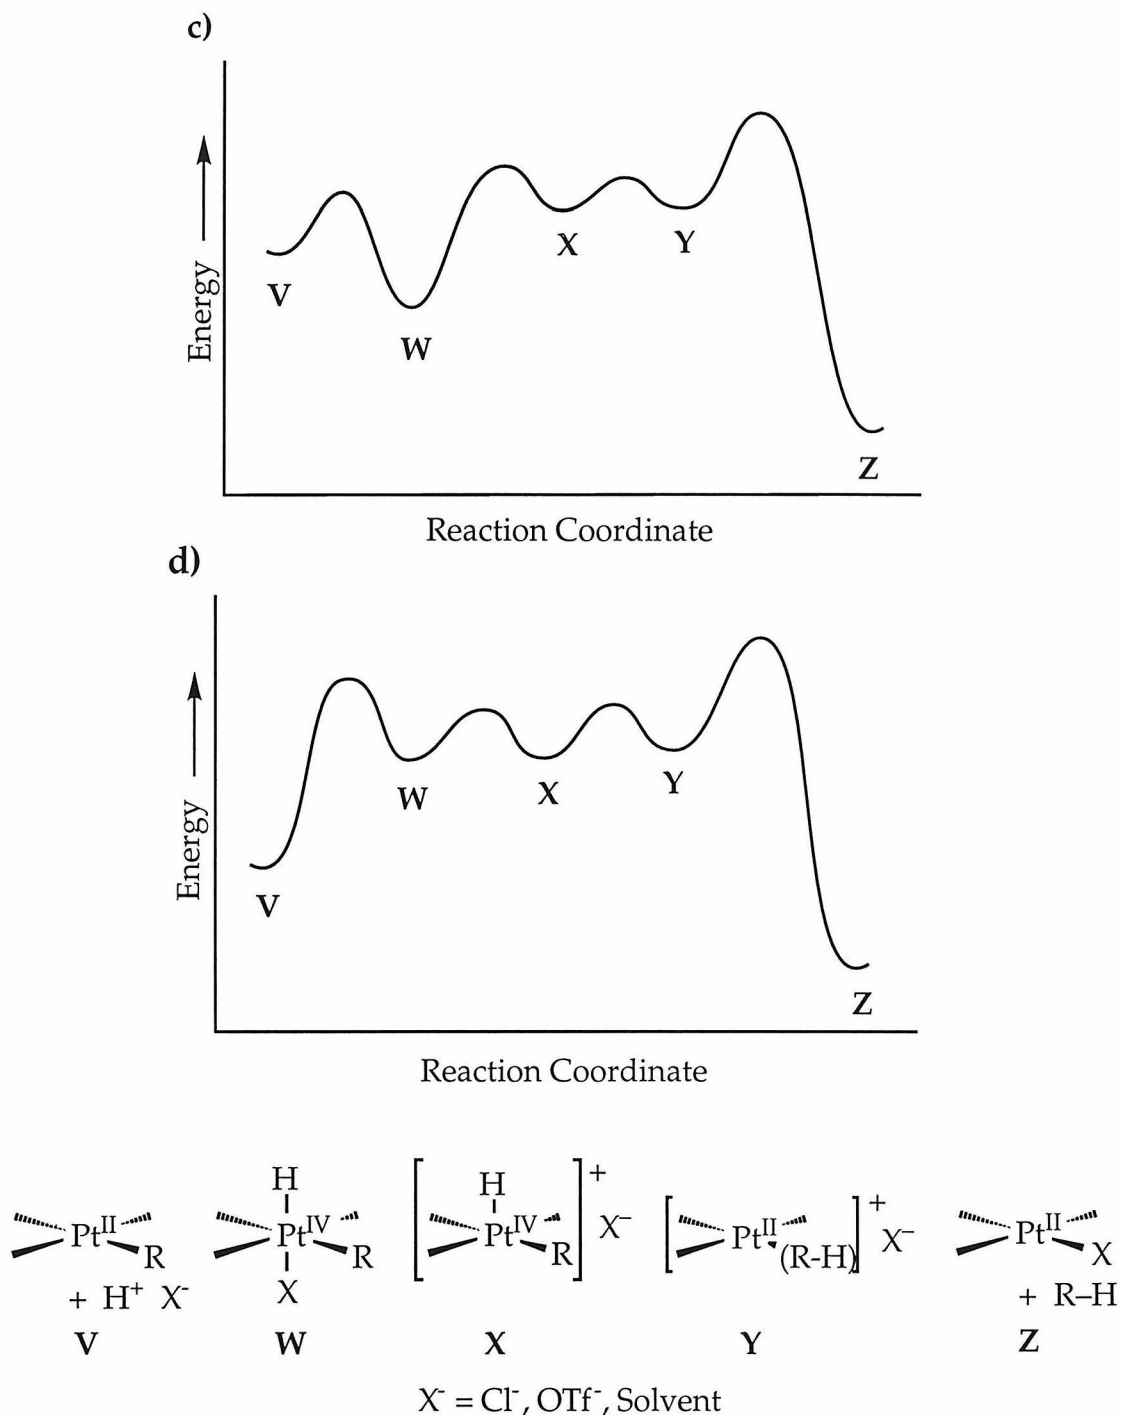 c)
Energy
V
W
X
Y
Z
Reaction Coordinate
d)
Energy
V
W
X
Y
Z
Reaction Coordinate
Pt^II R
+ H⁺ X⁻
V
H
Pt^IV R
X
W
[ H Pt^IV R ]⁺ X⁻
X
[ Pt^II (R-H) ]⁺ X⁻
Y
Pt^II X
+ R–H
Z
X⁻ = Cl⁻, OTf⁻, Solvent